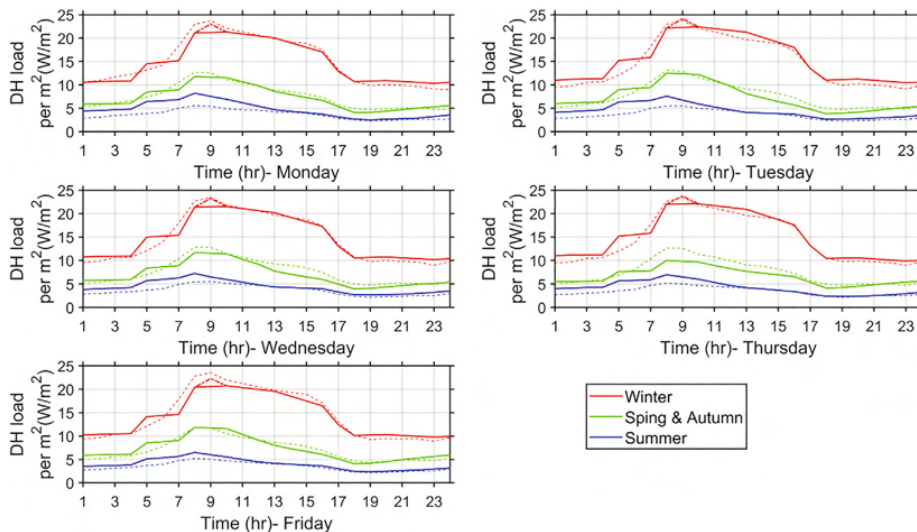 25
20
15
10
5
0
DH load
per m²(W/m²)
1 3 5 7 9 11 13 15 17 19 21 23
Time (hr)- Monday
25
20
15
10
5
0
DH load
per m²(W/m²)
1 3 5 7 9 11 13 15 17 19 21 23
Time (hr)- Tuesday
25
20
15
10
5
0
DH load
per m²(W/m²)
1 3 5 7 9 11 13 15 17 19 21 23
Time (hr)- Wednesday
25
20
15
10
5
0
DH load
per m²(W/m²)
1 3 5 7 9 11 13 15 17 19 21 23
Time (hr)- Thursday
25
20
15
10
5
0
DH load
per m²(W/m²)
1 3 5 7 9 11 13 15 17 19 21 23
Time (hr)- Friday
Winter
Sping & Autumn
Summer